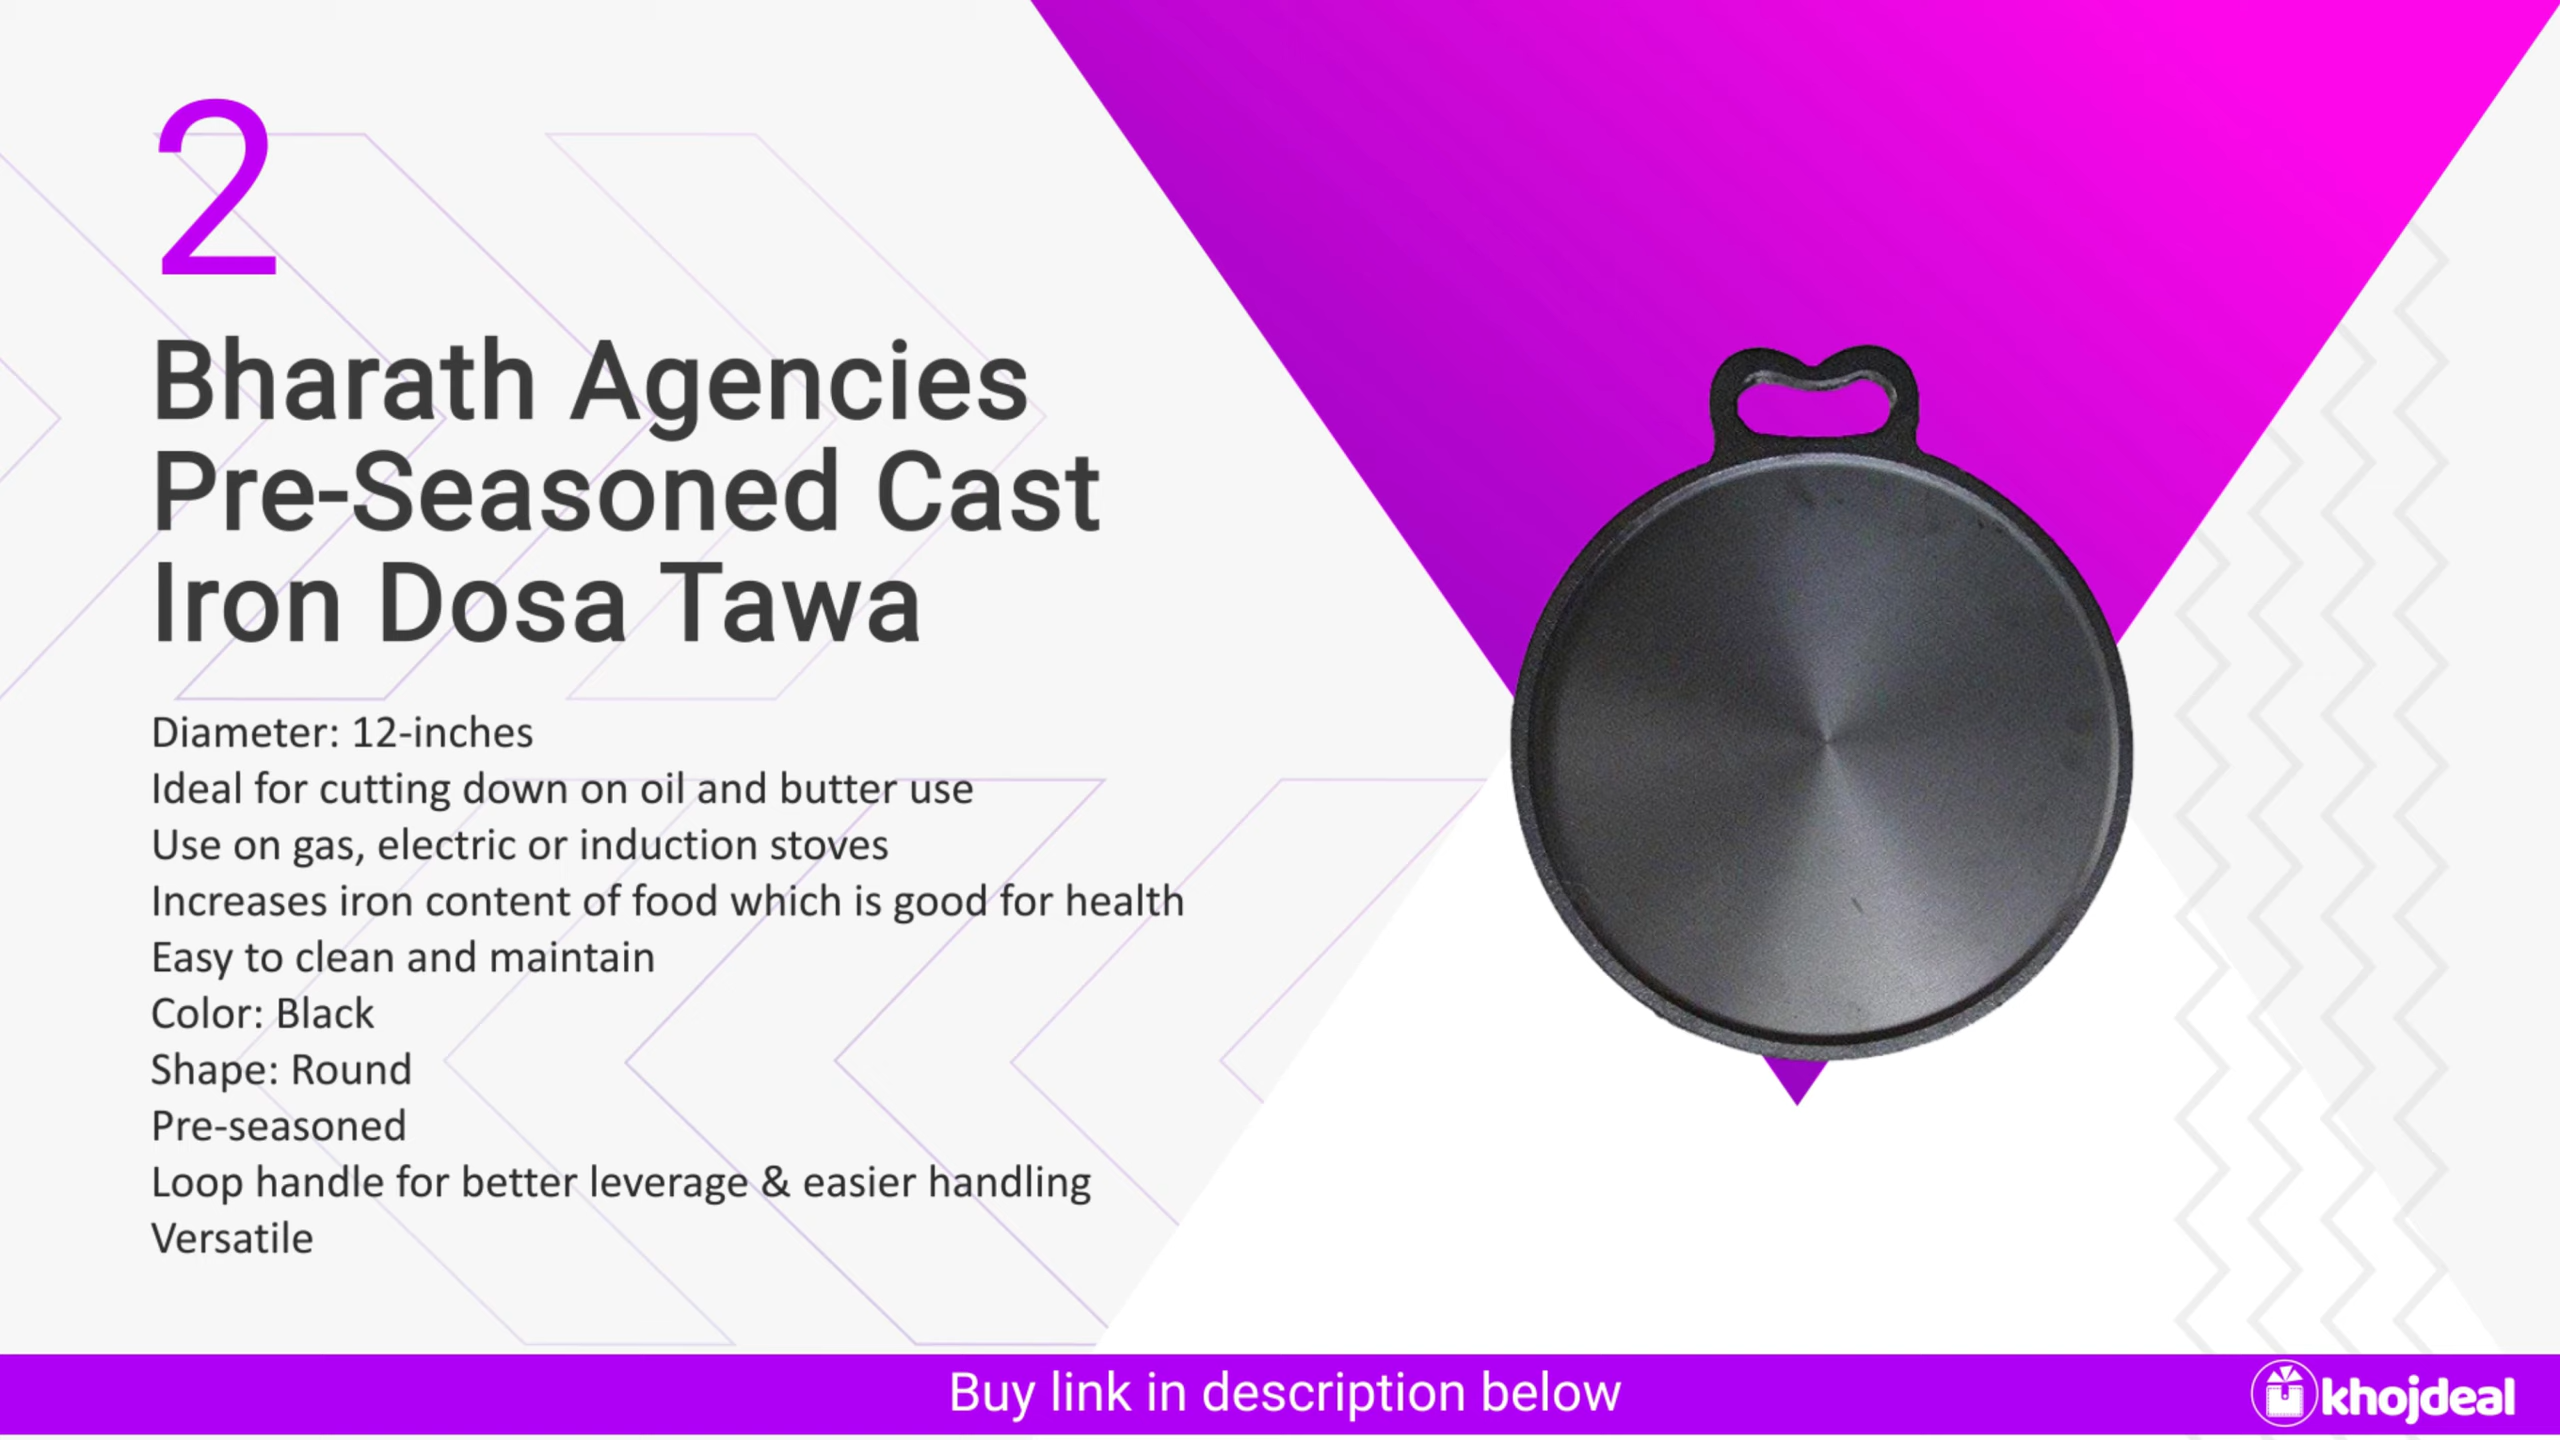 2
Bharath Agencies
Pre-Seasoned Cast
Iron Dosa Tawa
Diameter: 12-inches
Ideal for cutting down on oil and butter use
Use on gas, electric or induction stoves
Increases iron content of food which is good for health
Easy to clean and maintain
Color: Black
Shape: Round
Pre-seasoned
Loop handle for better leverage & easier handling
Versatile
Buy link in description below
khojdeal